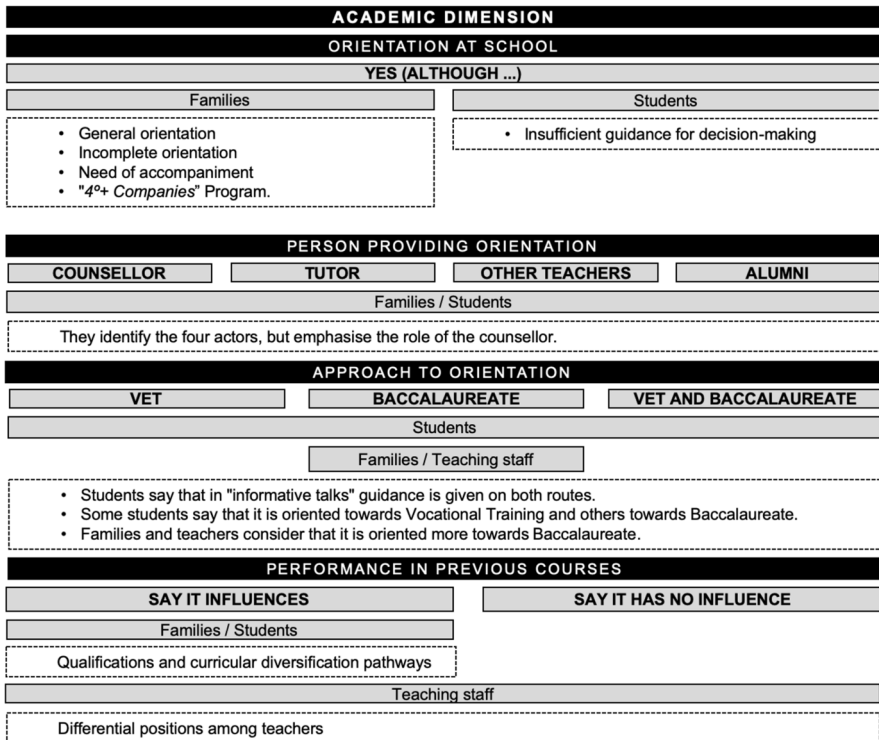 ACADEMIC DIMENSION
ORIENTATION AT SCHOOL
YES (ALTHOUGH ...)
Families
Students
• General orientation
• Incomplete orientation
• Need of accompaniment
• "4º+ Companies” Program.
• Insufficient guidance for decision-making
PERSON PROVIDING ORIENTATION
COUNSELLOR
TUTOR
OTHER TEACHERS
ALUMNI
Families / Students
They identify the four actors, but emphasise the role of the counsellor.
APPROACH TO ORIENTATION
VET
BACCALAUREATE
VET AND BACCALAUREATE
Students
Families / Teaching staff
• Students say that in "informative talks" guidance is given on both routes.
• Some students say that it is oriented towards Vocational Training and others towards Baccalaureate.
• Families and teachers consider that it is oriented more towards Baccalaureate.
PERFORMANCE IN PREVIOUS COURSES
SAY IT INFLUENCES
SAY IT HAS NO INFLUENCE
Families / Students
Qualifications and curricular diversification pathways
Teaching staff
Differential positions among teachers